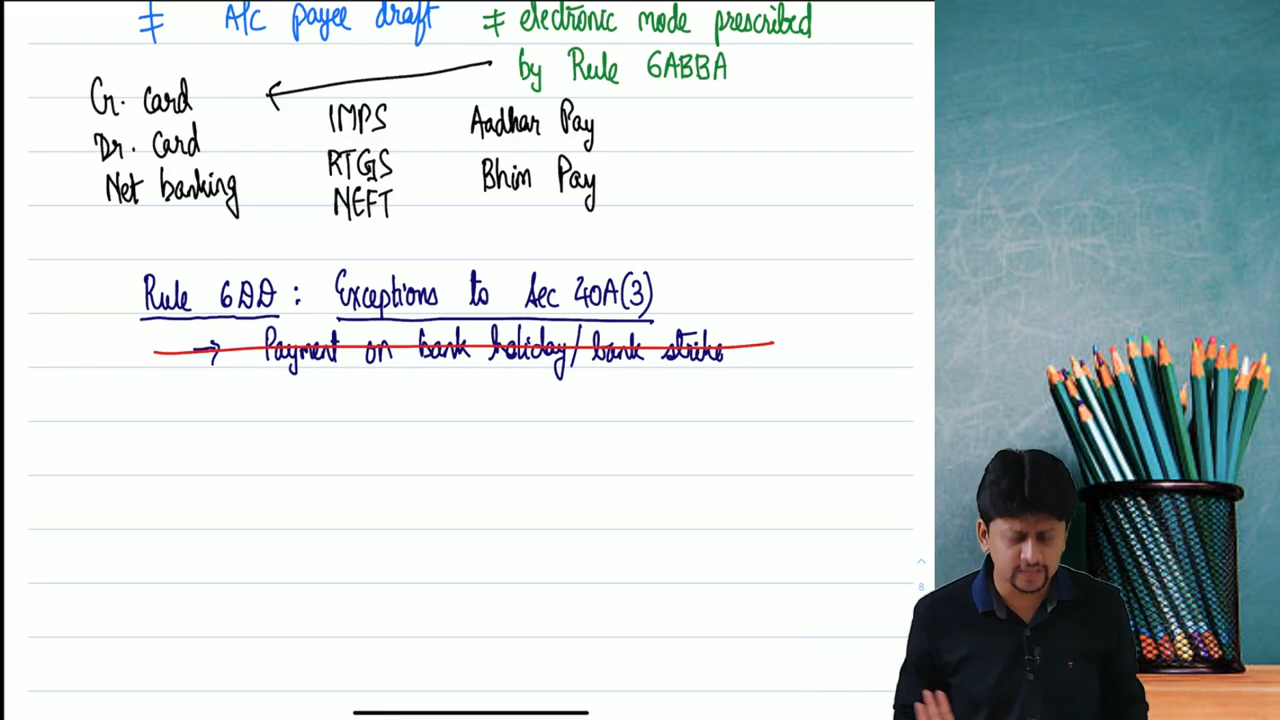 ≠ A/C payee draft ≠ electronic mode prescribed
by Rule 6ABBA
Cr. card IMPS Aadhar Pay
Dr. Card RTGS Bhim Pay
Net banking NEFT
Rule 6DD : Exceptions to Sec 40A(3)
→ Payment on bank holiday/ bank strike
8